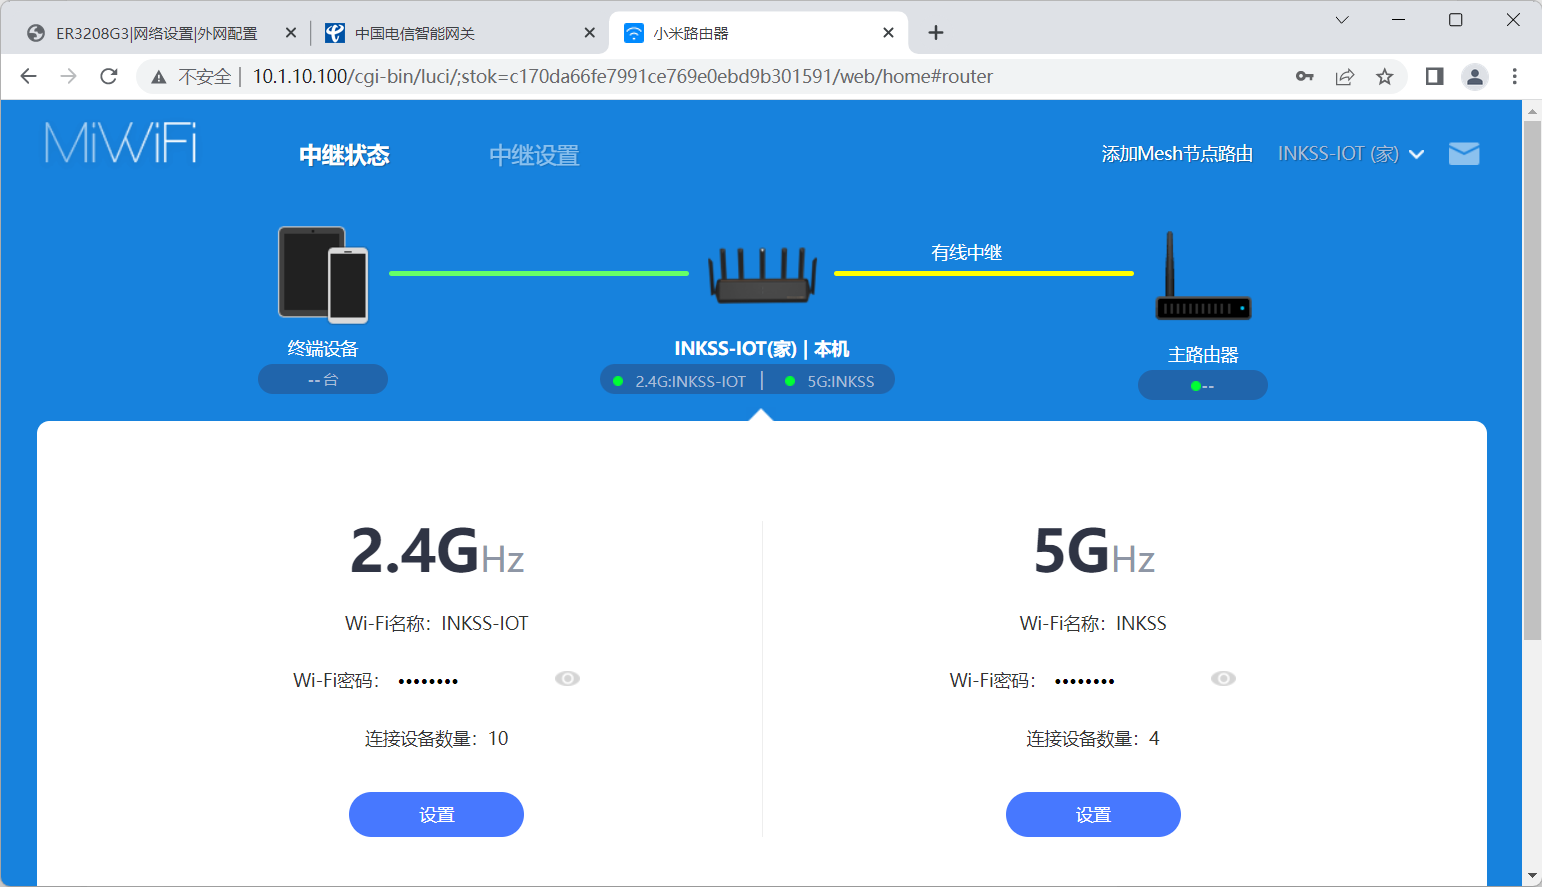 ER3208G3|网络设置|外网配置
中国电信智能网关
小米路由器
不安全 | 10.1.10.100/cgi-bin/luci/;stok=c170da66fe7991ce769e0ebd9b301591/web/home#router
MiWiFi
中继状态
中继设置
添加Mesh节点路由
INKSS-IOT (家)
有线中继
终端设备
INKSS-IOT(家) | 本机
主路由器
-- 台
2.4G:INKSS-IOT | 5G:INKSS
--
2.4GHz
Wi-Fi名称：INKSS-IOT
Wi-Fi密码： ••••••••
连接设备数量：10
设置
5GHz
Wi-Fi名称：INKSS
Wi-Fi密码： ••••••••
连接设备数量：4
设置